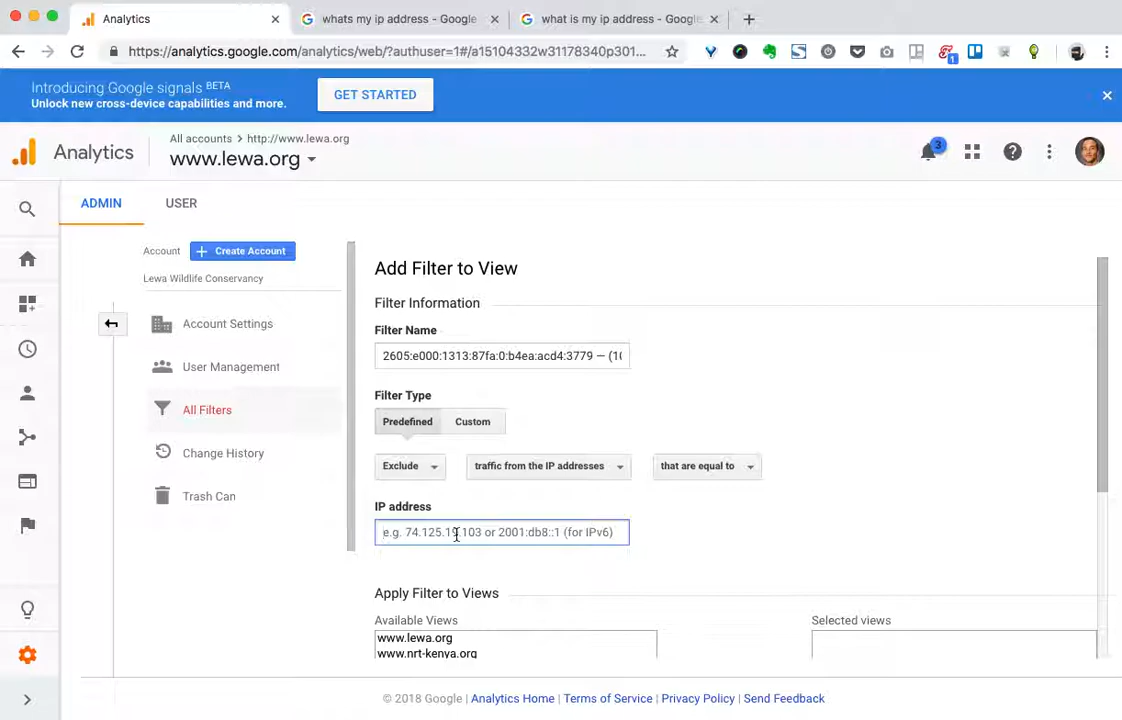 Analytics
whats my ip address - Google
what is my ip address - Google
https://analytics.google.com/analytics/web/?authuser=1#/a15104332w31178340p301...
1
Introducing Google signals BETA
Unlock new cross-device capabilities and more.
GET STARTED
Analytics
All accounts > http://www.lewa.org
www.lewa.org
3
ADMIN
USER
Account
Create Account
Lewa Wildlife Conservancy
Account Settings
User Management
All Filters
Change History
Trash Can
Add Filter to View
Filter Information
Filter Name
2605:e000:1313:87fa:0:b4ea:acd4:3779 — (10
Filter Type
Predefined
Custom
Exclude
traffic from the IP addresses
that are equal to
IP address
e.g. 74.125.19.103 or 2001:db8::1 (for IPv6)
Apply Filter to Views
Available Views
Selected views
www.lewa.org
www.nrt-kenya.org
© 2018 Google | Analytics Home | Terms of Service | Privacy Policy | Send Feedback